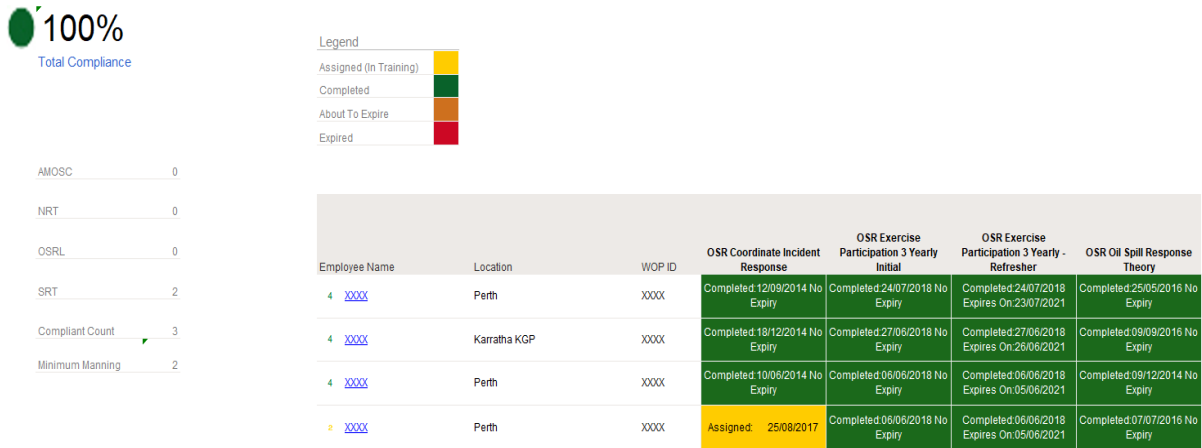 100%
Total Compliance
Legend
Assigned (In Training)
Completed
About To Expire
Expired
AMOSC 0
NRT 0
OSRL 0
SRT 2
Compliant Count 3
Minimum Manning 2
Employee Name Location WOP ID OSR Coordinate Incident Response OSR Exercise Participation 3 Yearly Initial OSR Exercise Participation 3 Yearly - Refresher OSR Oil Spill Response Theory
4 XXXX Perth XXXX Completed:12/09/2014 No Expiry Completed:24/07/2018 No Expiry Completed:24/07/2018 Expires On:23/07/2021 Completed:25/05/2016 No Expiry
4 XXXX Karratha KGP XXXX Completed:18/12/2014 No Expiry Completed:27/06/2018 No Expiry Completed:27/06/2018 Expires On:26/06/2021 Completed:09/09/2016 No Expiry
4 XXXX Perth XXXX Completed:10/06/2014 No Expiry Completed:06/06/2018 No Expiry Completed:06/06/2018 Expires On:05/06/2021 Completed:09/12/2014 No Expiry
XXXX Perth XXXX Assigned: 25/08/2017 Completed:06/06/2018 No Expiry Completed:06/06/2018 Expires On:05/06/2021 Completed:07/07/2016 No Expiry